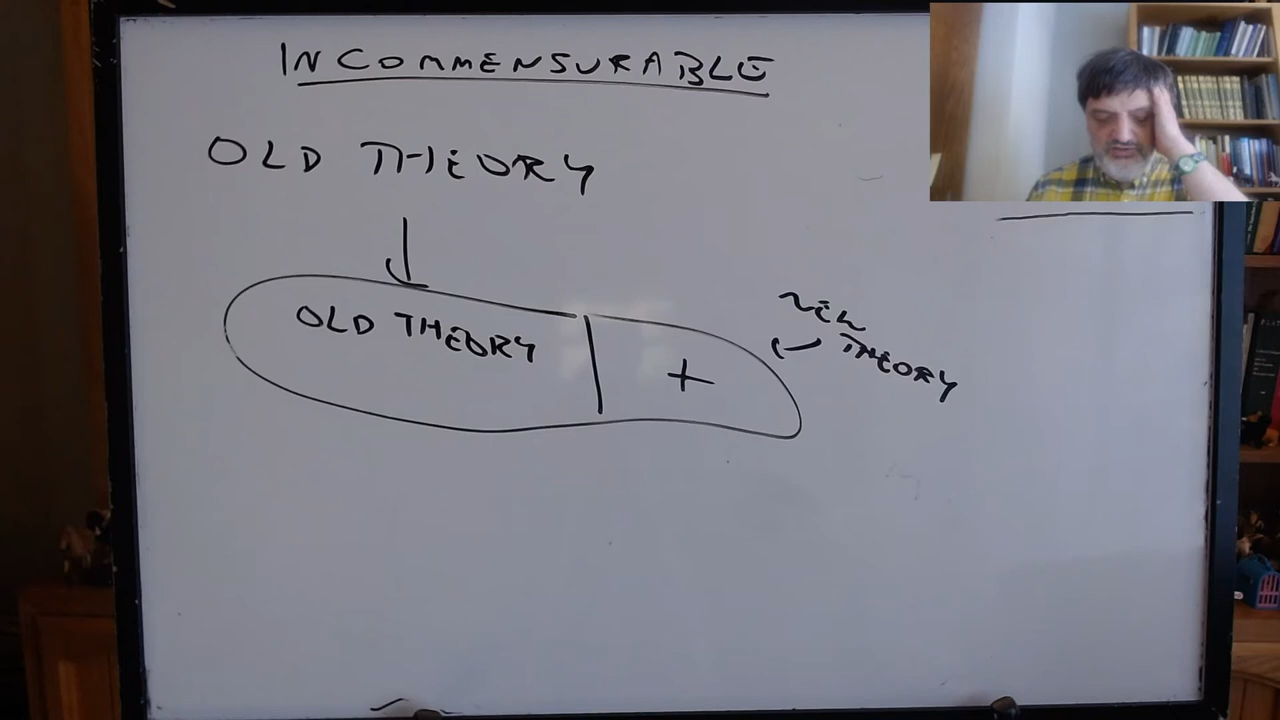 INCOMMENSURABLE
OLD THEORY
OLD THEORY
+
NEW
THEORY